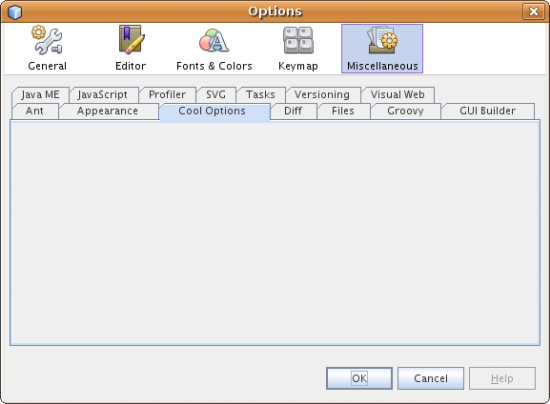 Options
General Editor Fonts & Colors Keymap Miscellaneous
Java ME JavaScript Profiler SVG Tasks Versioning Visual Web
Ant Appearance Cool Options Diff Files Groovy GUI Builder
OK Cancel Help